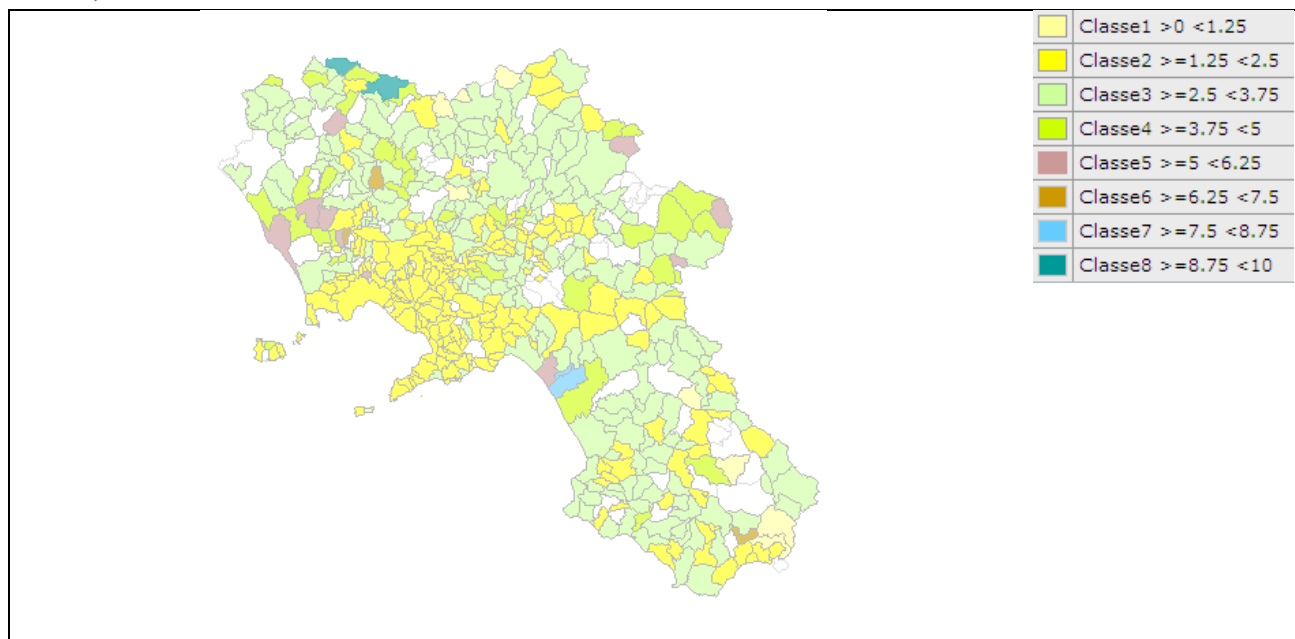 Classe1 >0 <1.25
Classe2 >=1.25 <2.5
Classe3 >=2.5 <3.75
Classe4 >=3.75 <5
Classe5 >=5 <6.25
Classe6 >=6.25 <7.5
Classe7 >=7.5 <8.75
Classe8 >=8.75 <10